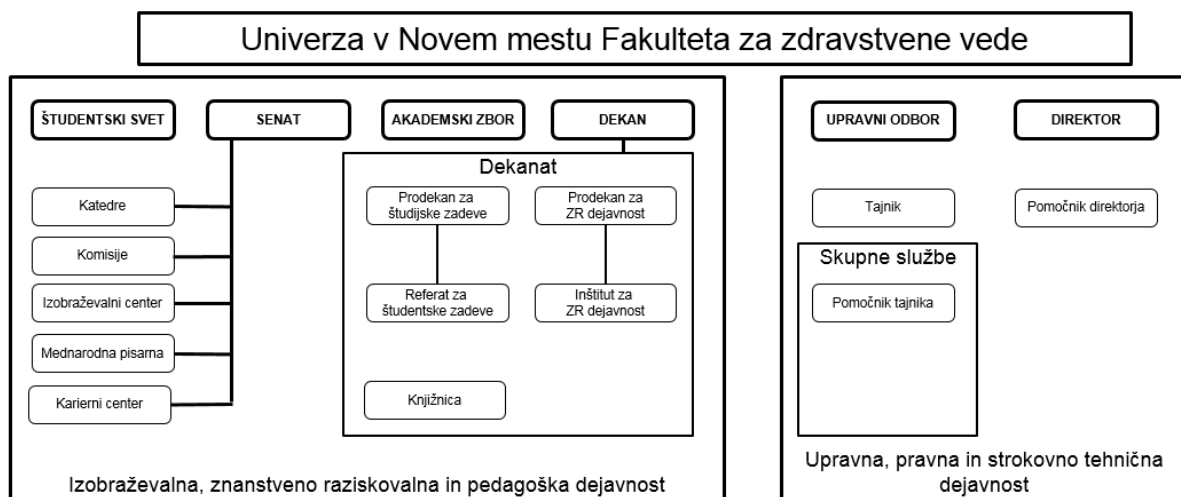 Univerza v Novem mestu Fakulteta za zdravstvene vede
ŠTUDENTSKI SVET
SENAT
AKADEMSKI ZBOR
DEKAN
Dekanat
Katedre
Komisije
Izobraževalni center
Mednarodna pisarna
Karierni center
Prodekan za
študijske zadeve
Prodekan za
ZR dejavnost
Referat za
študentske zadeve
Inštitut za
ZR dejavnost
Knjižnica
Izobraževalna, znanstveno raziskovalna in pedagoška dejavnost
UPRAVNI ODBOR
DIREKTOR
Tajnik
Pomočnik direktorja
Skupne službe
Pomočnik tajnika
Upravna, pravna in strokovno tehnična
dejavnost